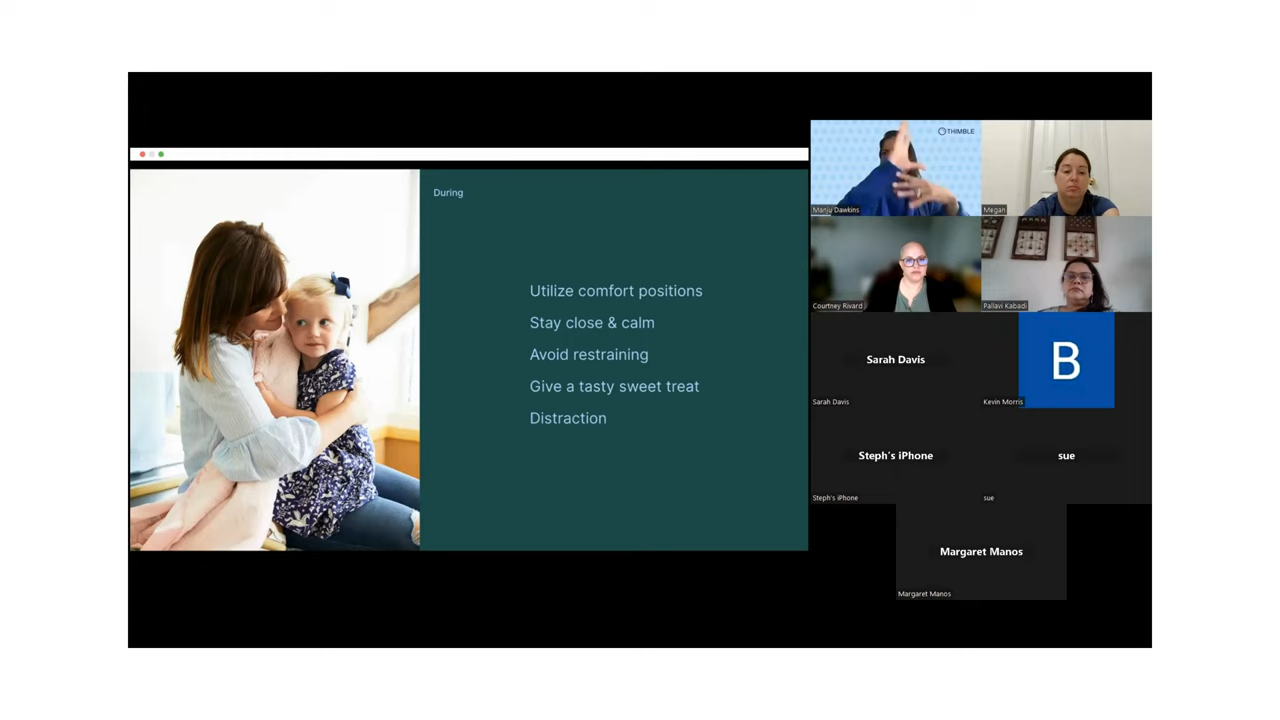 During
Utilize comfort positions
Stay close & calm
Avoid restraining
Give a tasty sweet treat
Distraction
THIMBLE
Manju Dawkins
Megan
Courtney Rivard
Pallavi Kabadi
Sarah Davis
Sarah Davis
B
Kevin Morris
Steph's iPhone
Steph's iPhone
sue
sue
Margaret Manos
Margaret Manos